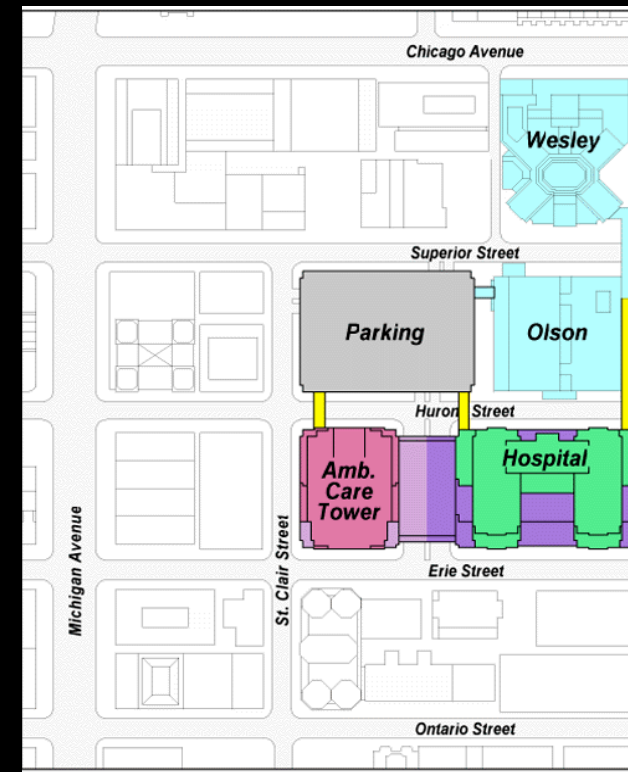 Chicago Avenue
Wesley
Superior Street
Parking
Olson
Huron Street
Hospital
Amb.
Care
Tower
Michigan Avenue
St. Clair Street
Erie Street
Ontario Street